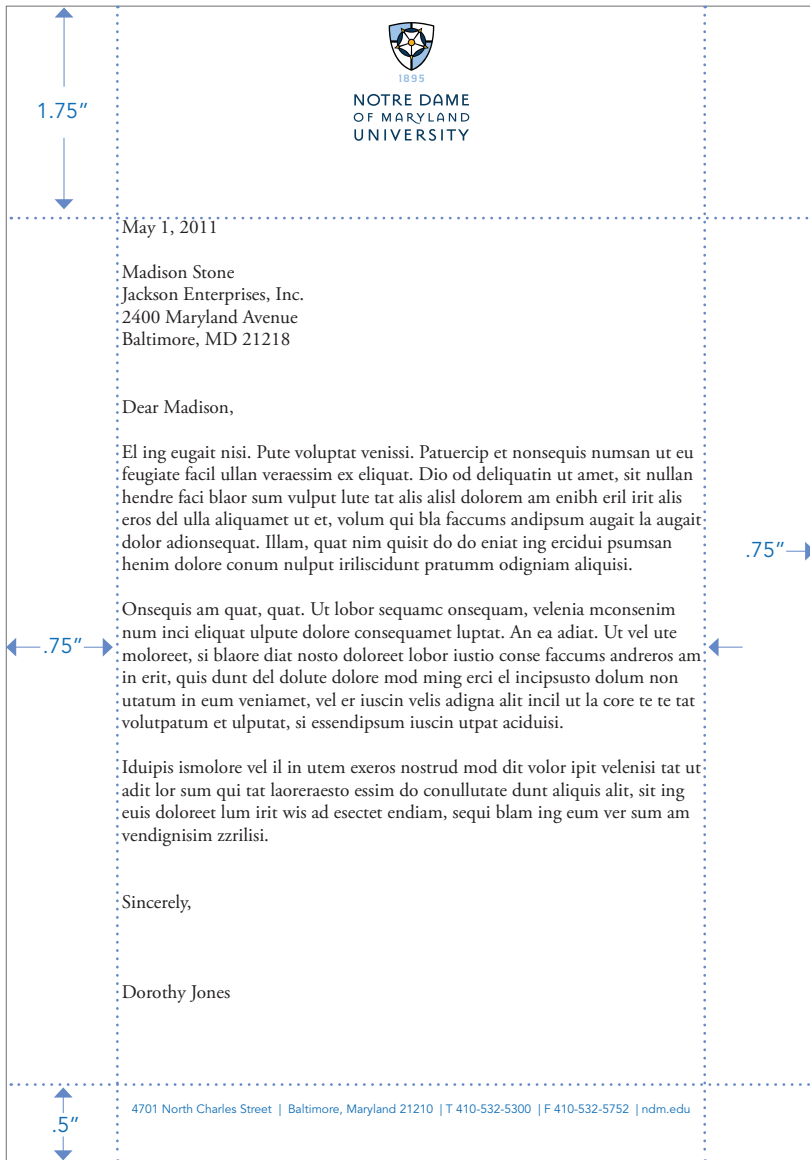 1.75”
1895
NOTRE DAME
OF MARYLAND
UNIVERSITY
May 1, 2011
Madison Stone
Jackson Enterprises, Inc.
2400 Maryland Avenue
Baltimore, MD 21218
Dear Madison,
El ing eugait nisi. Pute voluptat venissi. Patuercip et nonsequis numsan ut eu
feugiate facil ullan veraessim ex eliquat. Dio od deliquatin ut amet, sit nullan
hendre faci blaor sum vulput lute tat alis alisl dolorem am enibh eril irit alis
eros del ulla aliquamet ut et, volum qui bla faccums andipsum augait la augait
dolor adionsequat. Illam, quat nim quisit do do eniat ing ercidui psumsan
henim dolore conum nulput iriliscidunt pratumm odigniam aliquisi.
.75”
Onsequis am quat, quat. Ut lobor sequamc onsequam, velenia mconsenim
num inci eliquat ulpute dolore consequamet luptat. An ea adiat. Ut vel ute
moloreet, si blaore diat nosto doloreet lobor iustio conse faccums andreros am
in erit, quis dunt del dolute dolore mod ming erci el incipsusto dolum non
utatum in eum veniamet, vel er iuscin velis adigna alit incil ut la core te te tat
volutpatum et ulputat, si essendipsum iuscin utpat aciduisi.
.75”
Iduipis ismolore vel il in utem exeros nostrud mod dit volor ipit velenisi tat ut
adit lor sum qui tat laoreraesto essim do conullutate dunt aliquis alit, sit ing
euis doloreet lum irit wis ad esectet endiam, sequi blam ing eum ver sum am
vendignisim zzrilisi.
Sincerely,
Dorothy Jones
4701 North Charles Street | Baltimore, Maryland 21210 | T 410-532-5300 | F 410-532-5752 | ndm.edu
.5”